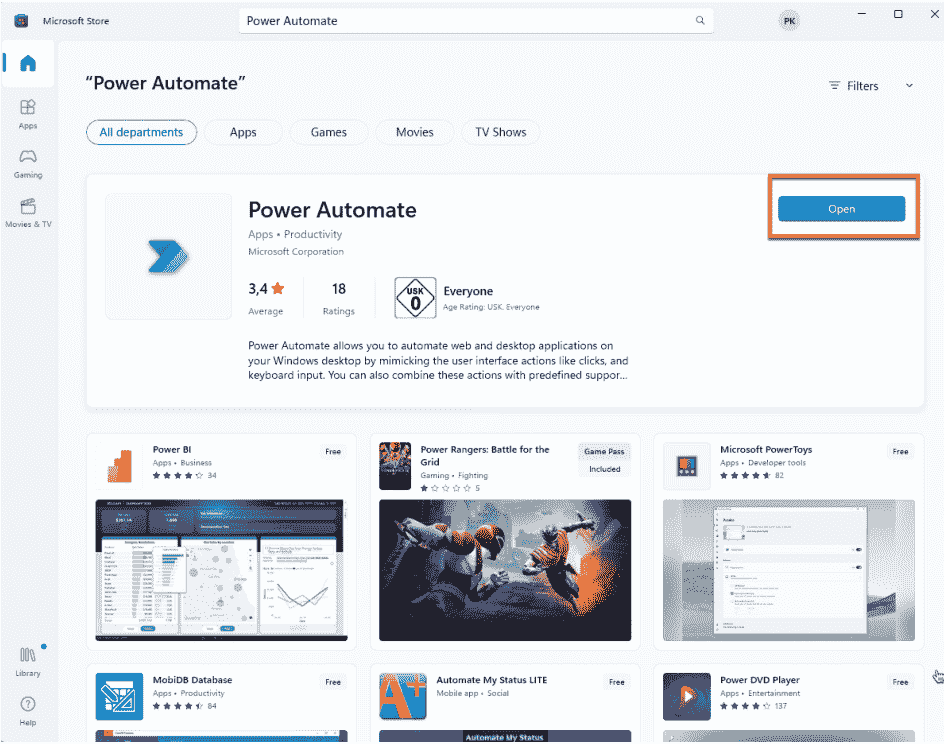 Microsoft Store
Power Automate
PK
Apps
Gaming
Movies & TV
Library
Help
“Power Automate”
Filters
All departments
Apps
Games
Movies
TV Shows
Power Automate
Apps • Productivity
Microsoft Corporation
3,4
Average
18
Ratings
USK
0
Everyone
Age Rating: USK, Everyone
Open
Power Automate allows you to automate web and desktop applications on
your Windows desktop by mimicking the user interface actions like clicks, and
keyboard input. You can also combine these actions with predefined suppor...
Power BI
Apps • Business
34
Free
Power Rangers: Battle for the
Grid
Gaming • Fighting
5
Game Pass
Included
Microsoft PowerToys
Apps • Developer tools
82
Free
MobiDB Database
Apps • Productivity
84
Free
A+
Automate My Status LITE
Mobile app • Social
Free
Automate My Status
Power DVD Player
Apps • Entertainment
137
Free